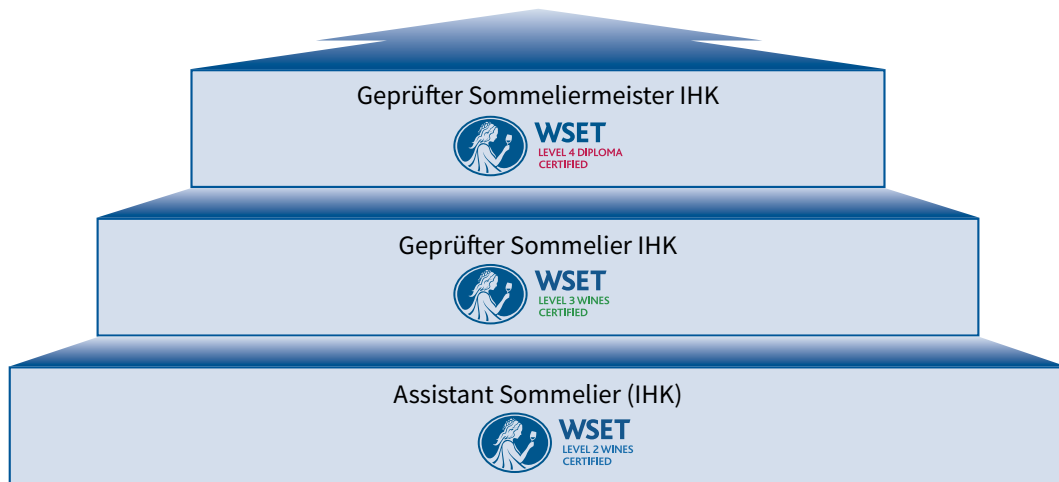 Geprüfter Sommeliermeister IHK
WSET
LEVEL 4 DIPLOMA
CERTIFIED
Geprüfter Sommelier IHK
WSET
LEVEL 3 WINES
CERTIFIED
Assistant Sommelier (IHK)
WSET
LEVEL 2 WINES
CERTIFIED